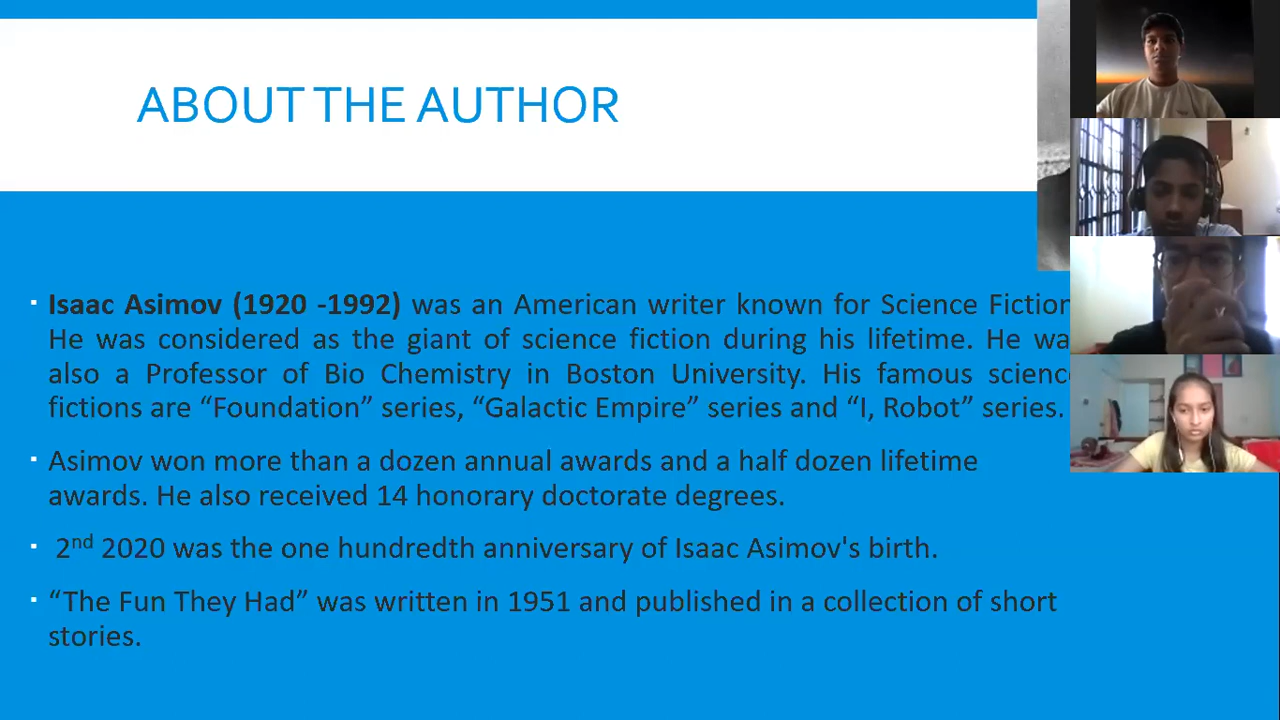 ABOUT THE AUTHOR
Isaac Asimov (1920 -1992) was an American writer known for Science Fiction
He was considered as the giant of science fiction during his lifetime. He wa
also a Professor of Bio Chemistry in Boston University. His famous scienc
fictions are “Foundation” series, “Galactic Empire” series and “I, Robot” series.
Asimov won more than a dozen annual awards and a half dozen lifetime
awards. He also received 14 honorary doctorate degrees.
2nd 2020 was the one hundredth anniversary of Isaac Asimov's birth.
“The Fun They Had” was written in 1951 and published in a collection of short
stories.